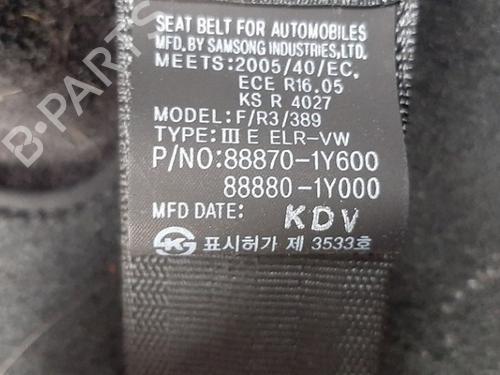 SEAT BELT FOR AUTOMOBILES
MFD. BY SAMSONG INDUSTRIES, LTD.
MEETS: 2005/40/EC,
ECE R16.05
KS R 4027
MODEL: F/R3/389
TYPE: III E ELR-VW
P/NO: 88870-1Y600
88880-1Y000
MFD DATE: KDV
표시허가 제 3533호
B-Parts